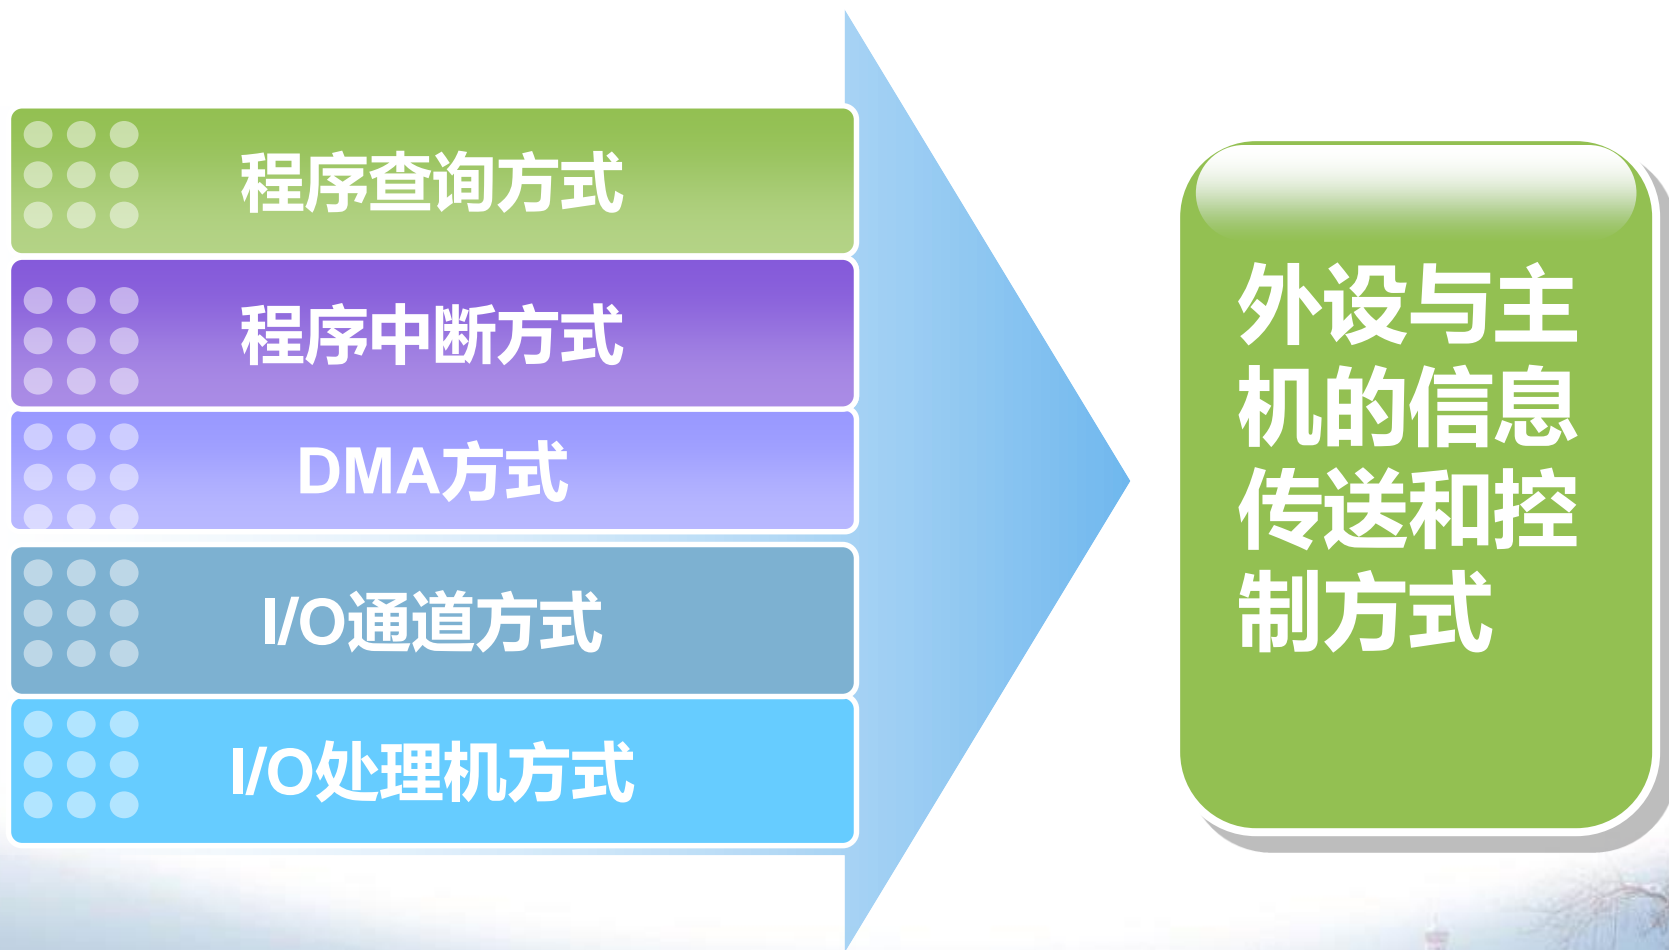 程序查询方式
程序中断方式
DMA方式
I/O通道方式
I/O处理机方式
外设与主
机的信息
传送和控
制方式